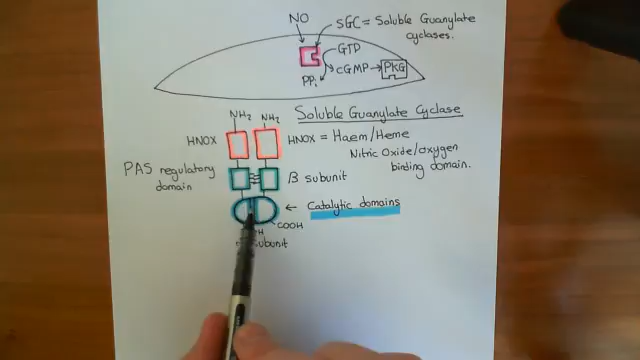 NO
sGC = Soluble Guanylate
cyclases.
GTP
cGMP → PKG
PPi
Soluble Guanylate Cyclase
NH₂ NH₂
HNOX
HNOX = Haem/Heme
Nitric Oxide/oxygen
binding domain.
PAS regulatory
domain
β subunit
← Catalytic domains
COOH
subunit